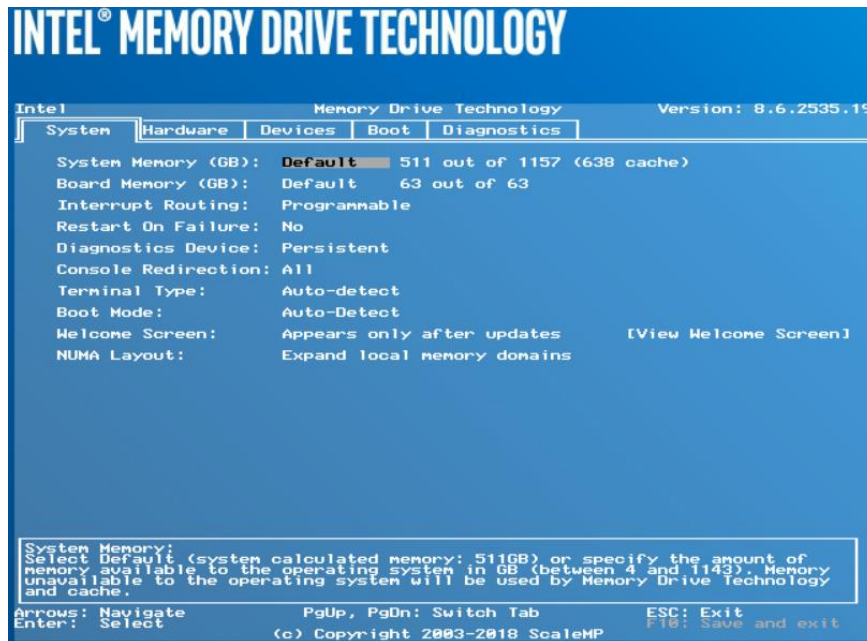 INTEL® MEMORY DRIVE TECHNOLOGY
Intel Memory Drive Technology Version: 8.6.2535.19
System Hardware Devices Boot Diagnostics
System Memory (GB): Default 511 out of 1157 (638 cache)
Board Memory (GB): Default 63 out of 63
Interrupt Routing: Programmable
Restart On Failure: No
Diagnostics Device: Persistent
Console Redirection: All
Terminal Type: Auto-detect
Boot Mode: Auto-Detect
Welcome Screen: Appears only after updates [View Welcome Screen]
NUMA Layout: Expand local memory domains
System Memory:
Select Default (system calculated memory: 511GB) or specify the amount of
memory available to the operating system in GB (between 4 and 1143). Memory
unavailable to the operating system will be used by Memory Drive Technology
and cache.
Arrows: Navigate PgUp, PgDn: Switch Tab ESC: Exit
Enter: Select F10: Save and exit
(c) Copyright 2003-2018 ScaleMP